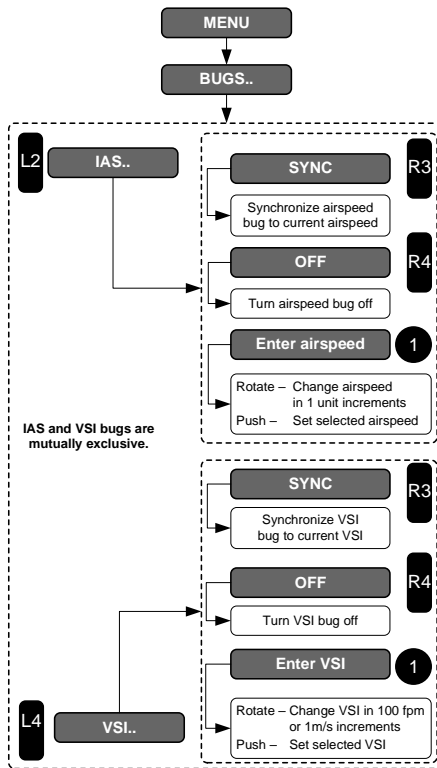 MENU
BUGS..
L2
IAS..
SYNC
R3
Synchronize airspeed
bug to current airspeed
OFF
R4
Turn airspeed bug off
Enter airspeed
1
Rotate – Change airspeed
in 1 unit increments
Push – Set selected airspeed
IAS and VSI bugs are
mutually exclusive.
SYNC
R3
Synchronize VSI
bug to current VSI
OFF
R4
Turn VSI bug off
Enter VSI
1
L4
VSI..
Rotate – Change VSI in 100 fpm
or 1m/s increments
Push – Set selected VSI